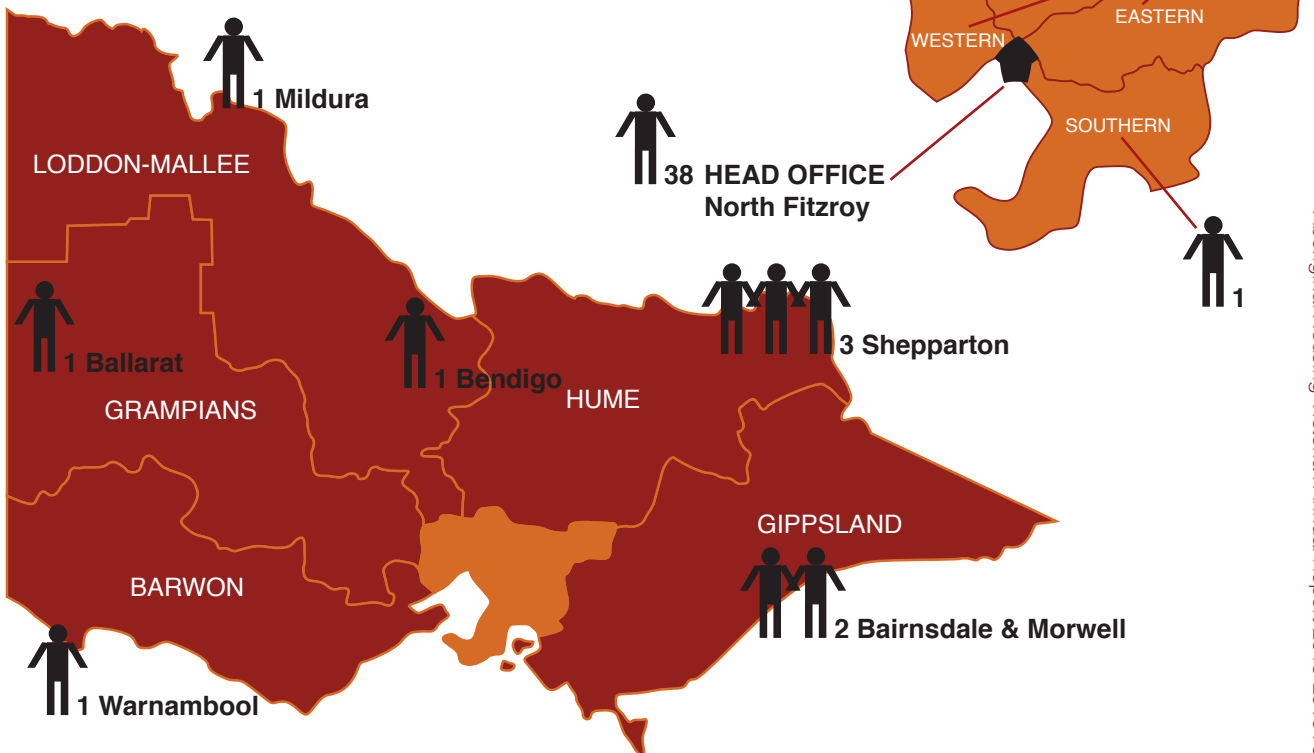 EASTERN
WESTERN
1 Mildura
SOUTHERN
LODDON-MALLEE
38 HEAD OFFICE
North Fitzroy
1
3 Shepparton
1 Ballarat
1 Bendigo
HUME
GRAMPIANS
GIPPSLAND
BARWON
2 Bairnsdale & Morwell
1 Warnambool